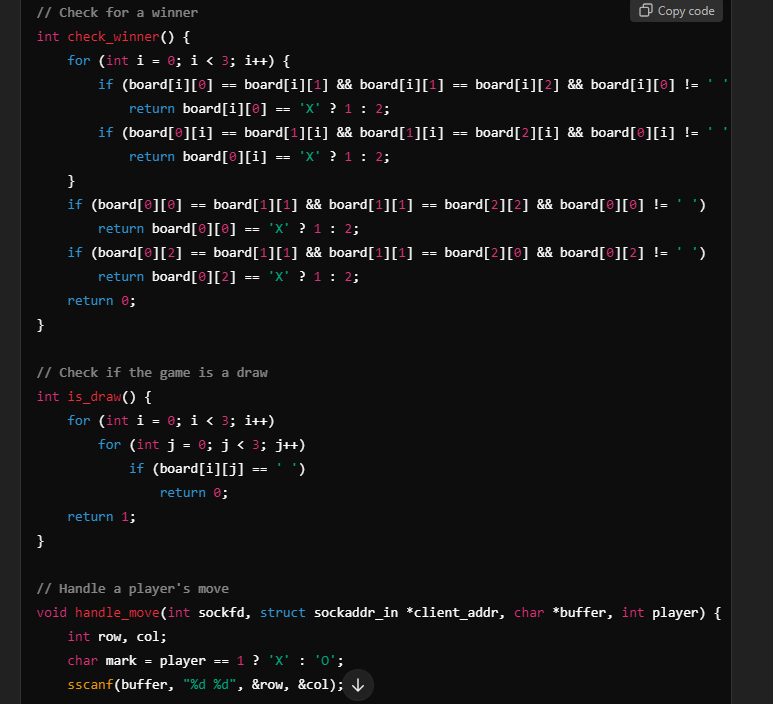 // Check for a winner
Copy code
int check_winner() {
    for (int i = 0; i < 3; i++) {
        if (board[i][0] == board[i][1] && board[i][1] == board[i][2] && board[i][0] != ' '
            return board[i][0] == 'X' ? 1 : 2;
        if (board[0][i] == board[1][i] && board[1][i] == board[2][i] && board[0][i] != ' '
            return board[0][i] == 'X' ? 1 : 2;
    }
    if (board[0][0] == board[1][1] && board[1][1] == board[2][2] && board[0][0] != ' ')
        return board[0][0] == 'X' ? 1 : 2;
    if (board[0][2] == board[1][1] && board[1][1] == board[2][0] && board[0][2] != ' ')
        return board[0][2] == 'X' ? 1 : 2;
    return 0;
}
// Check if the game is a draw
int is_draw() {
    for (int i = 0; i < 3; i++)
        for (int j = 0; j < 3; j++)
            if (board[i][j] == ' ')
                return 0;
    return 1;
}
// Handle a player's move
void handle_move(int sockfd, struct sockaddr_in *client_addr, char *buffer, int player) {
    int row, col;
    char mark = player == 1 ? 'X' : 'O';
    sscanf(buffer, "%d %d", &row, &col);